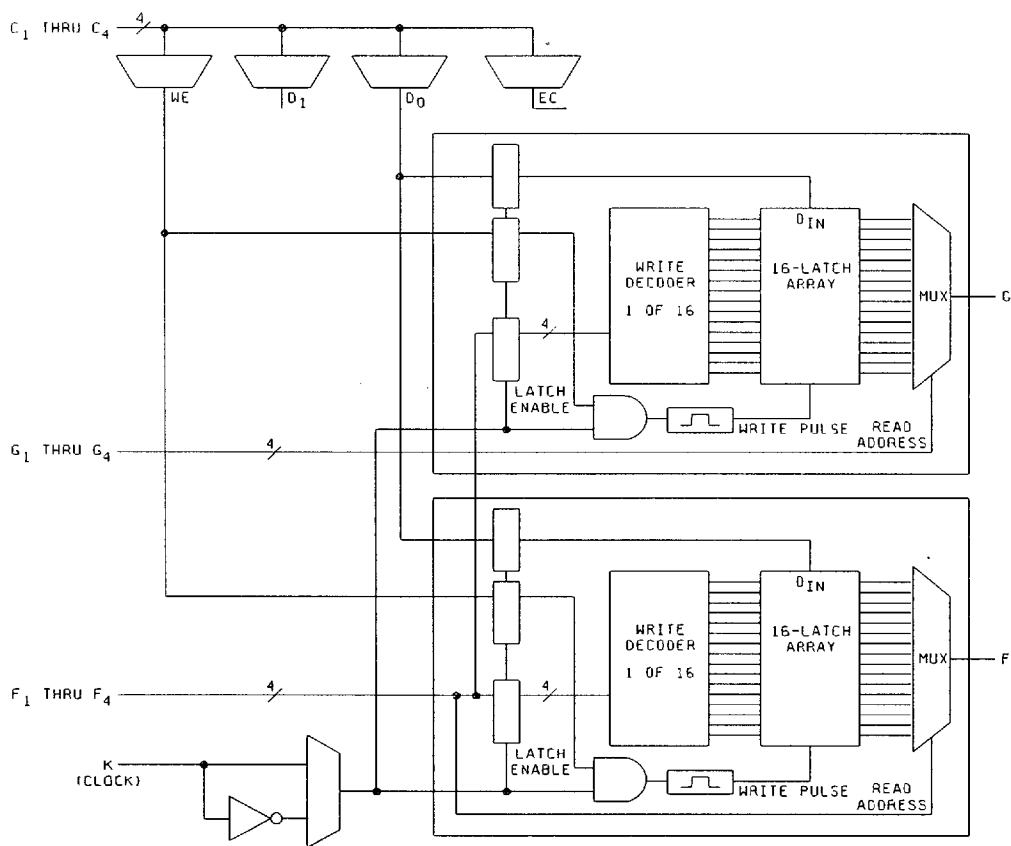 C1 THRU C4
4
WE
D1
D0
EC
DIN
WRITE
DECODER
1 OF 16
16-LATCH
ARRAY
MUX
G
4
LATCH
ENABLE
WRITE PULSE
READ
ADDRESS
G1 THRU G4
4
DIN
WRITE
DECODER
1 OF 16
16-LATCH
ARRAY
MUX
F
F1 THRU F4
4
4
LATCH
ENABLE
WRITE PULSE
READ
ADDRESS
K
(CLOCK)